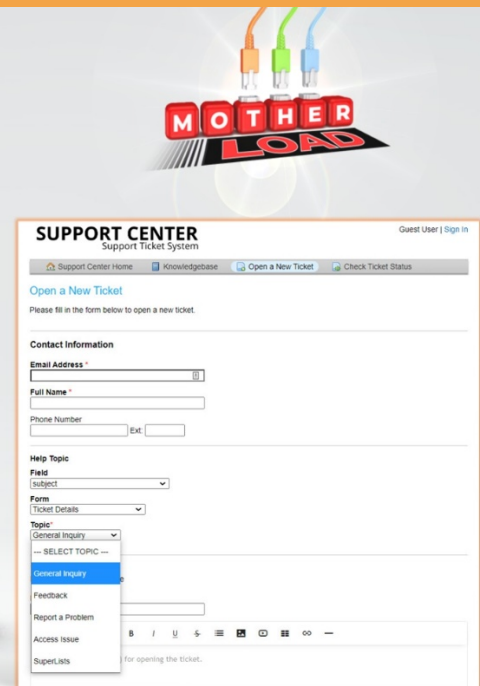 MOTHER
LOAD
SUPPORT CENTER
Support Ticket System
Guest User | Sign In
Support Center Home Knowledgebase Open a New Ticket Check Ticket Status
Open a New Ticket
Please fill in the form below to open a new ticket.
Contact Information
Email Address *
Full Name *
Phone Number
Ext:
Help Topic
Field
subject
Form
Ticket Details
Topic*
General Inquiry
--- SELECT TOPIC ---
General Inquiry
Feedback
Report a Problem
Access Issue
SuperLists
B I U S
for opening the ticket.